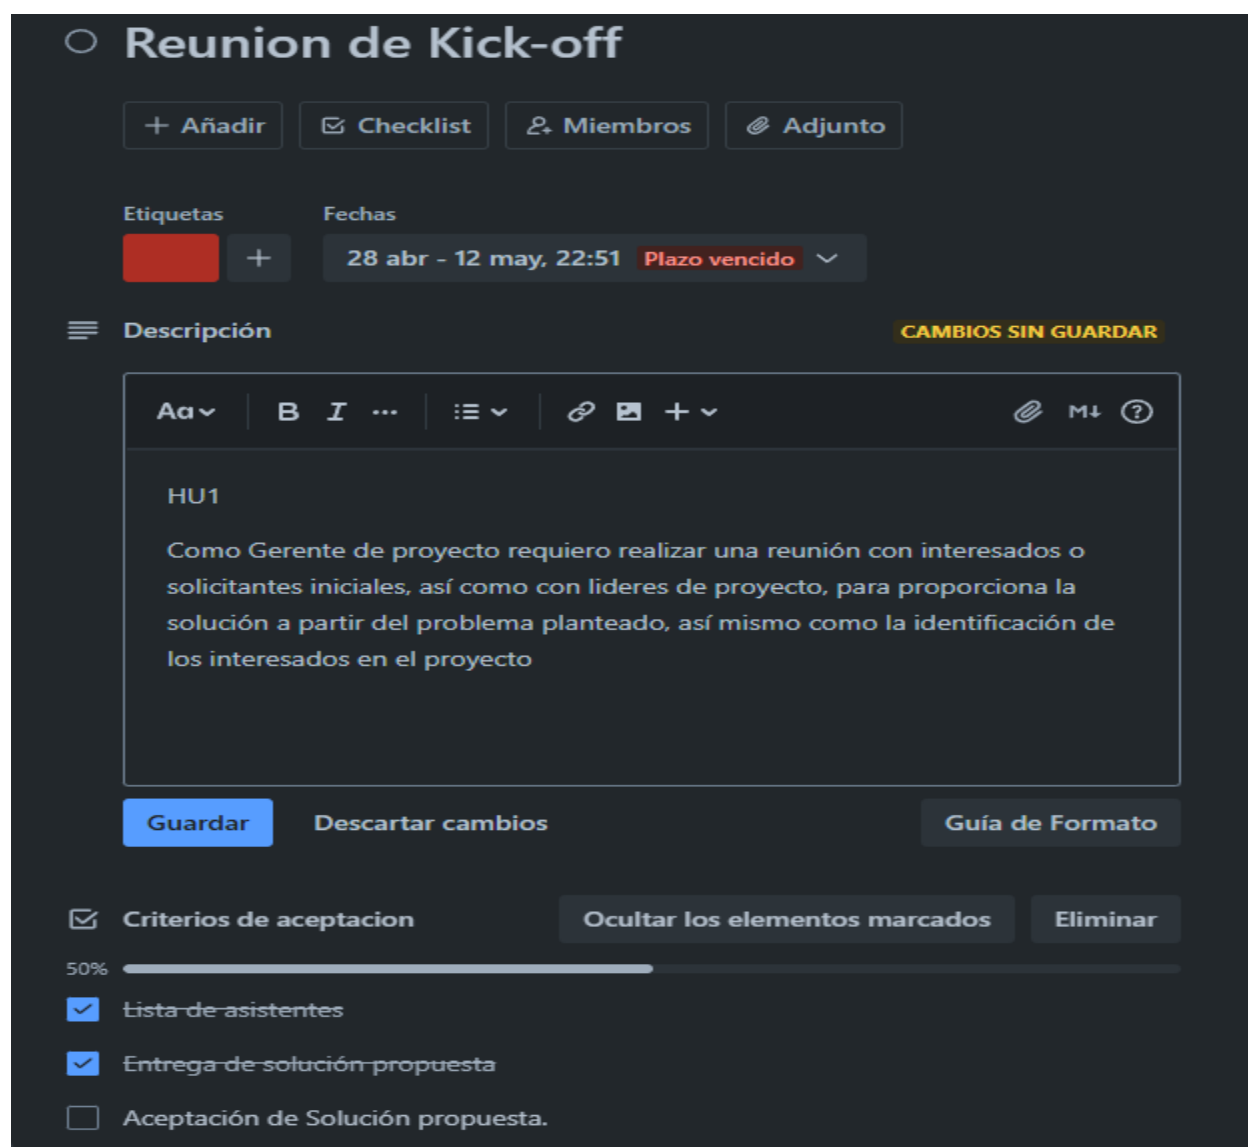 Reunion de Kick-off
Añadir Checklist Miembros Adjunto
Etiquetas Fechas
28 abr - 12 may, 22:51 Plazo vencido
Descripción CAMBIOS SIN GUARDAR
Aa B I ... M↓ ?
HU1
Como Gerente de proyecto requiero realizar una reunión con interesados o
solicitantes iniciales, así como con lideres de proyecto, para proporciona la
solución a partir del problema planteado, así mismo como la identificación de
los interesados en el proyecto
Guardar Descartar cambios Guía de Formato
Criterios de aceptacion Ocultar los elementos marcados Eliminar
50%
Lista de asistentes
Entrega de solución propuesta
Aceptación de Solución propuesta.